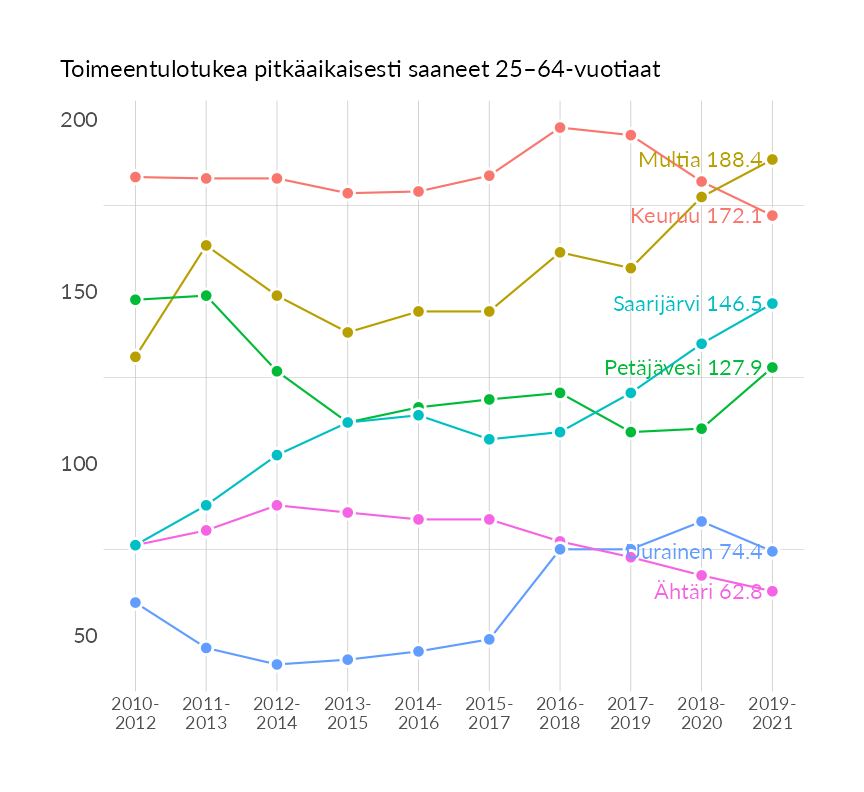 Toimeentulotukea pitkäaikaisesti saaneet 25–64-vuotiaat
200
Multia 188.4
Keuruu 172.1
150
Saarijärvi 146.5
Petäjävesi 127.9
100
Uurainen 74.4
Ähtäri 62.8
50
2010- 2011- 2012- 2013- 2014- 2015- 2016- 2017- 2018- 2019-
2012 2013 2014 2015 2016 2017 2018 2019 2020 2021